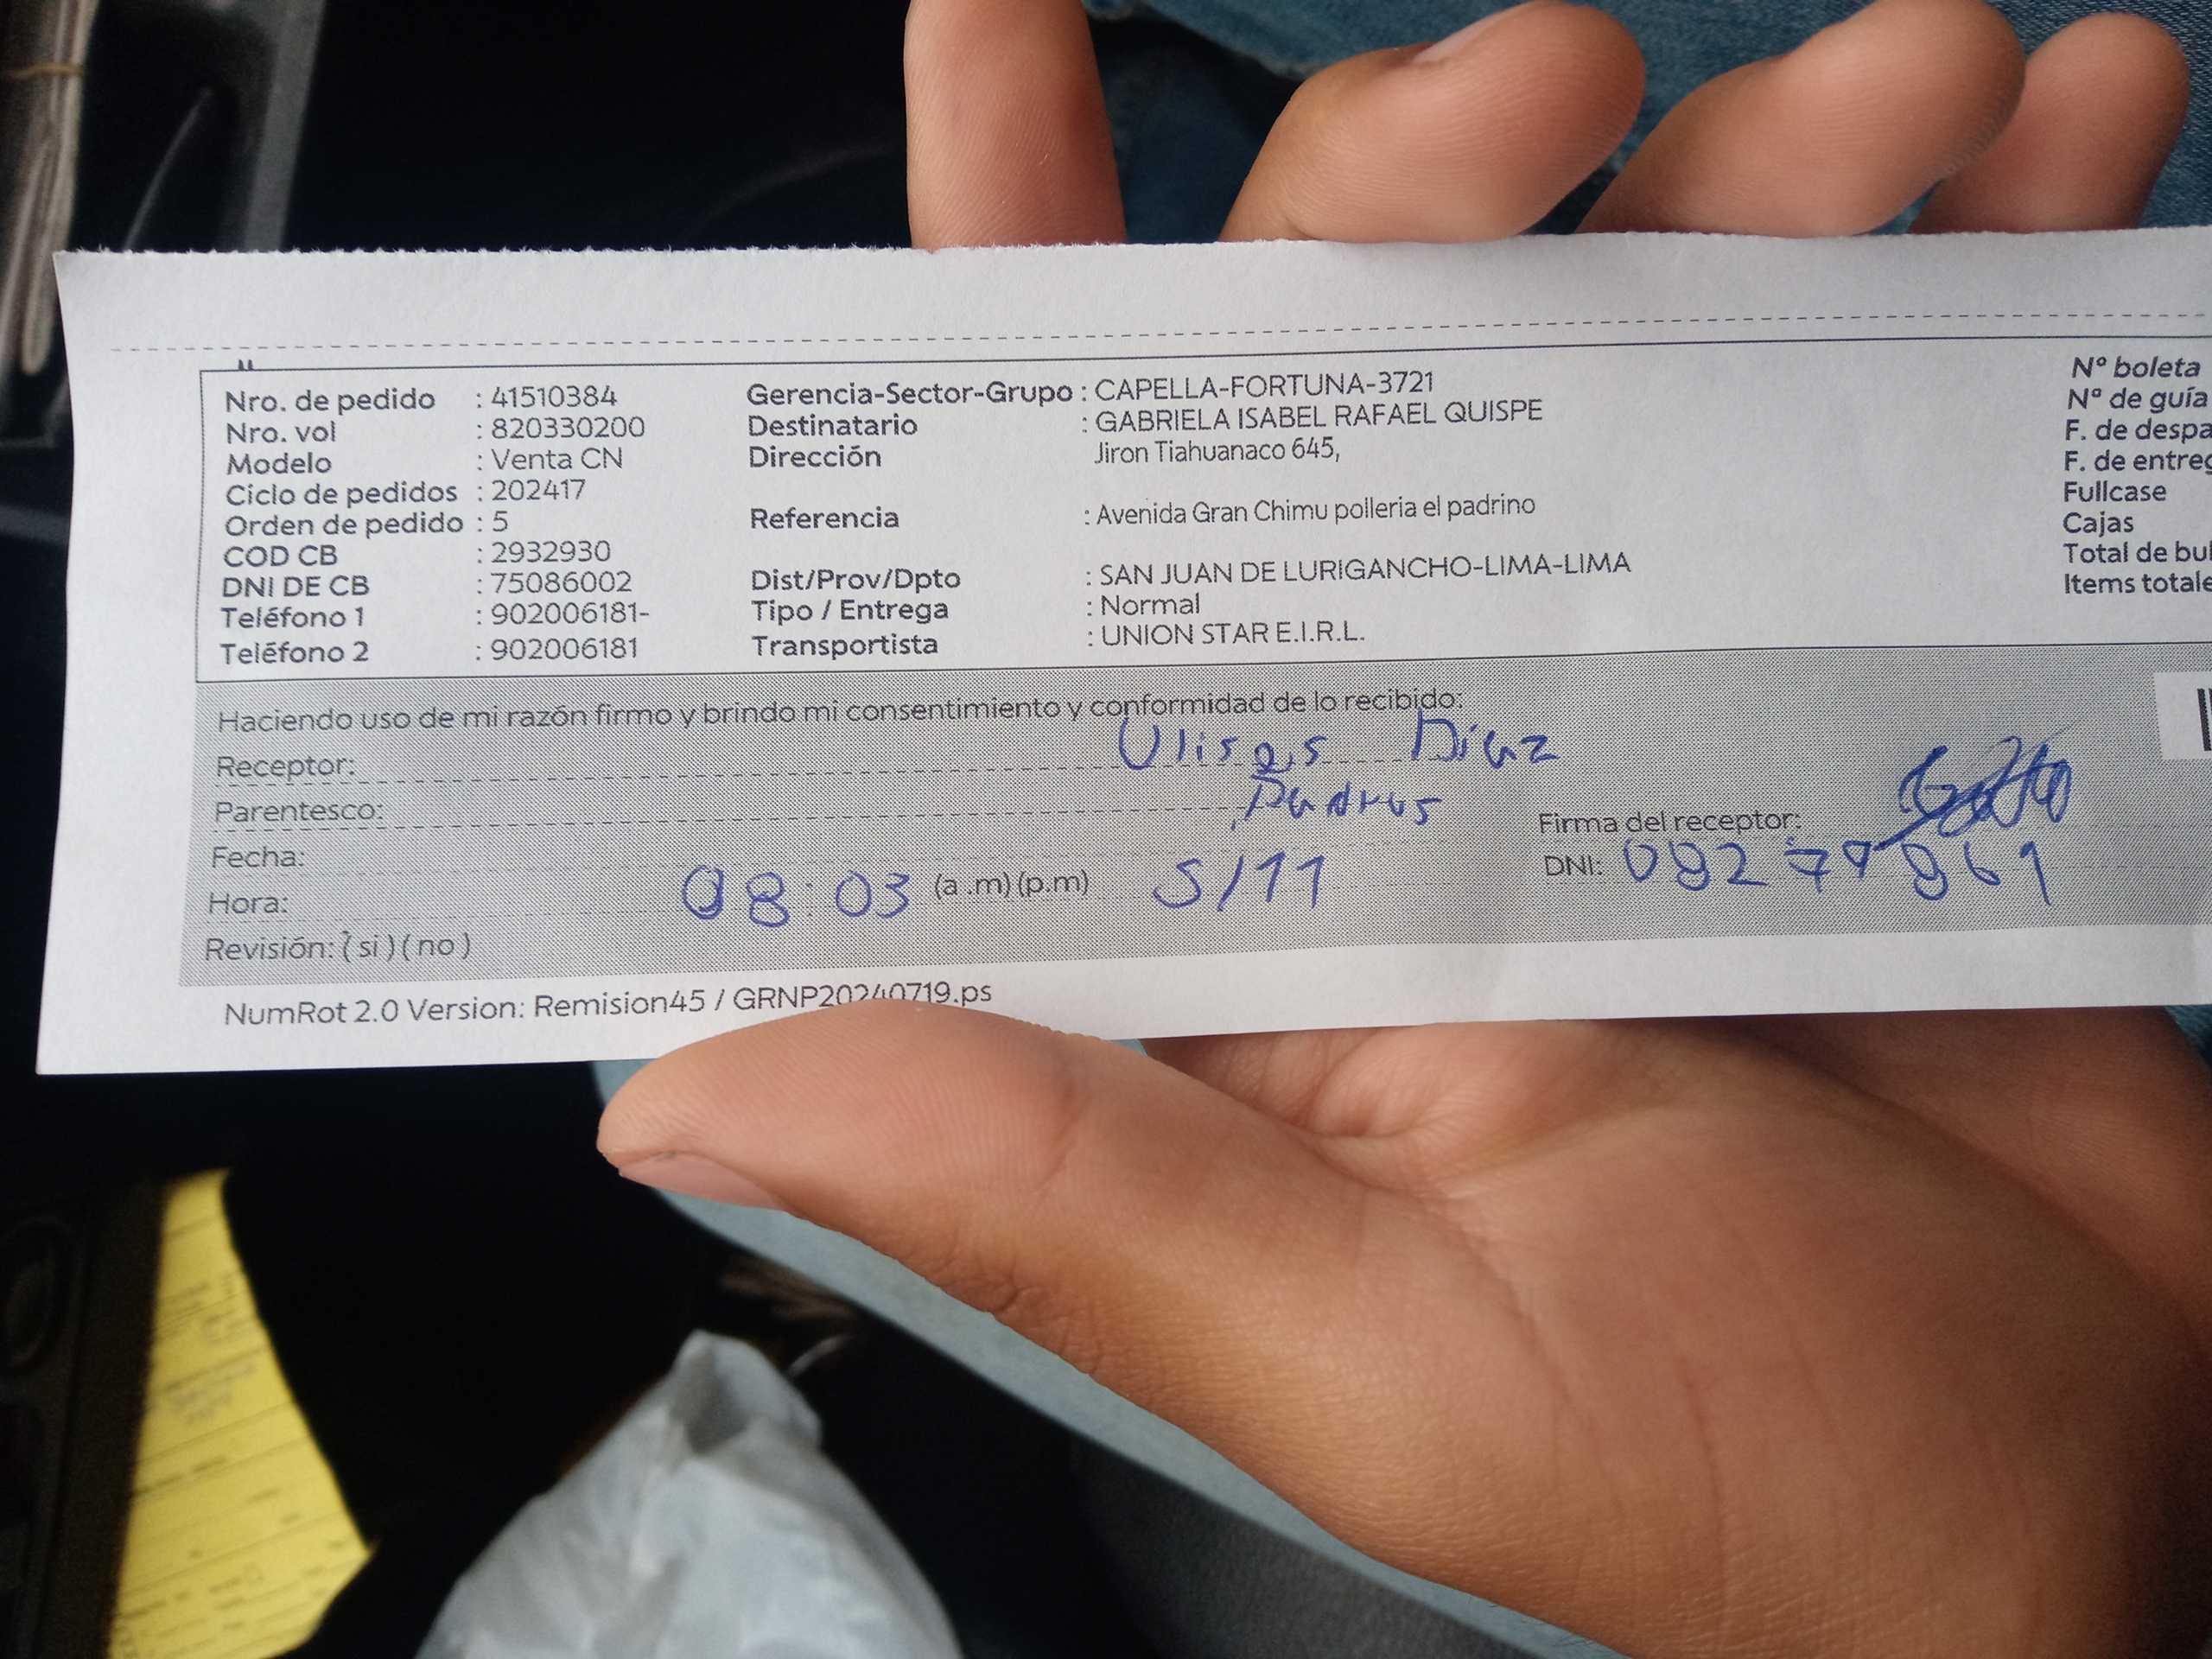 Nro. de pedido : 41510384 Gerencia-Sector-Grupo : CAPELLA-FORTUNA-3721 Nº boleta
Nro. vol : 820330200 Destinatario : GABRIELA ISABEL RAFAEL QUISPE Nª de guía
Modelo : Venta CN Dirección Jiron Tiahuanaco 645, F. de despa
Ciclo de pedidos : 202417 F. de entreg
Orden de pedido : 5 Referencia : Avenida Gran Chimu polleria el padrino Fullcase
COD CB : 2932930 Cajas
DNI DE CB : 75086002 Dist/Prov/Dpto : SAN JUAN DE LURIGANCHO-LIMA-LIMA Total de bul
Teléfono 1 : 902006181- Tipo / Entrega : Normal Items totale
Teléfono 2 : 902006181 Transportista : UNION STAR E.I.R.L.
Haciendo uso de mi razón firmo y brindo mi consentimiento y conformidad de lo recibido:
Receptor: Ulises Diaz
Parentesco:
Firma del receptor:
Fecha:
Hora: 08:03 (a .m) (p.m) 5/11 DNI:
Revisión: ( si ) ( no )
NumRot 2.0 Version: Remision45 / GRNP20240719.ps